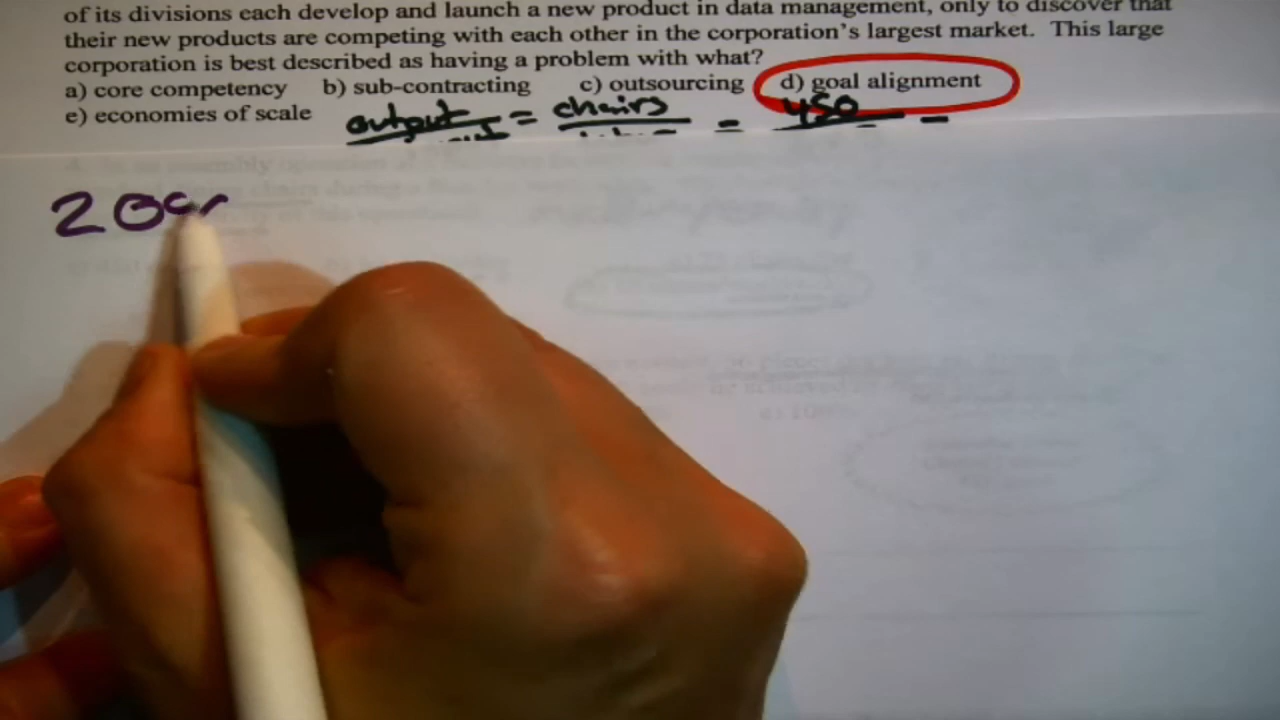 of its divisions each develop and launch a new product in data management, only to discover that
their new products are competing with each other in the corporation's largest market. This large
corporation is best described as having a problem with what?
a) core competency b) sub-contracting c) outsourcing d) goal alignment
e) economies of scale output = chairs = 450 =
20